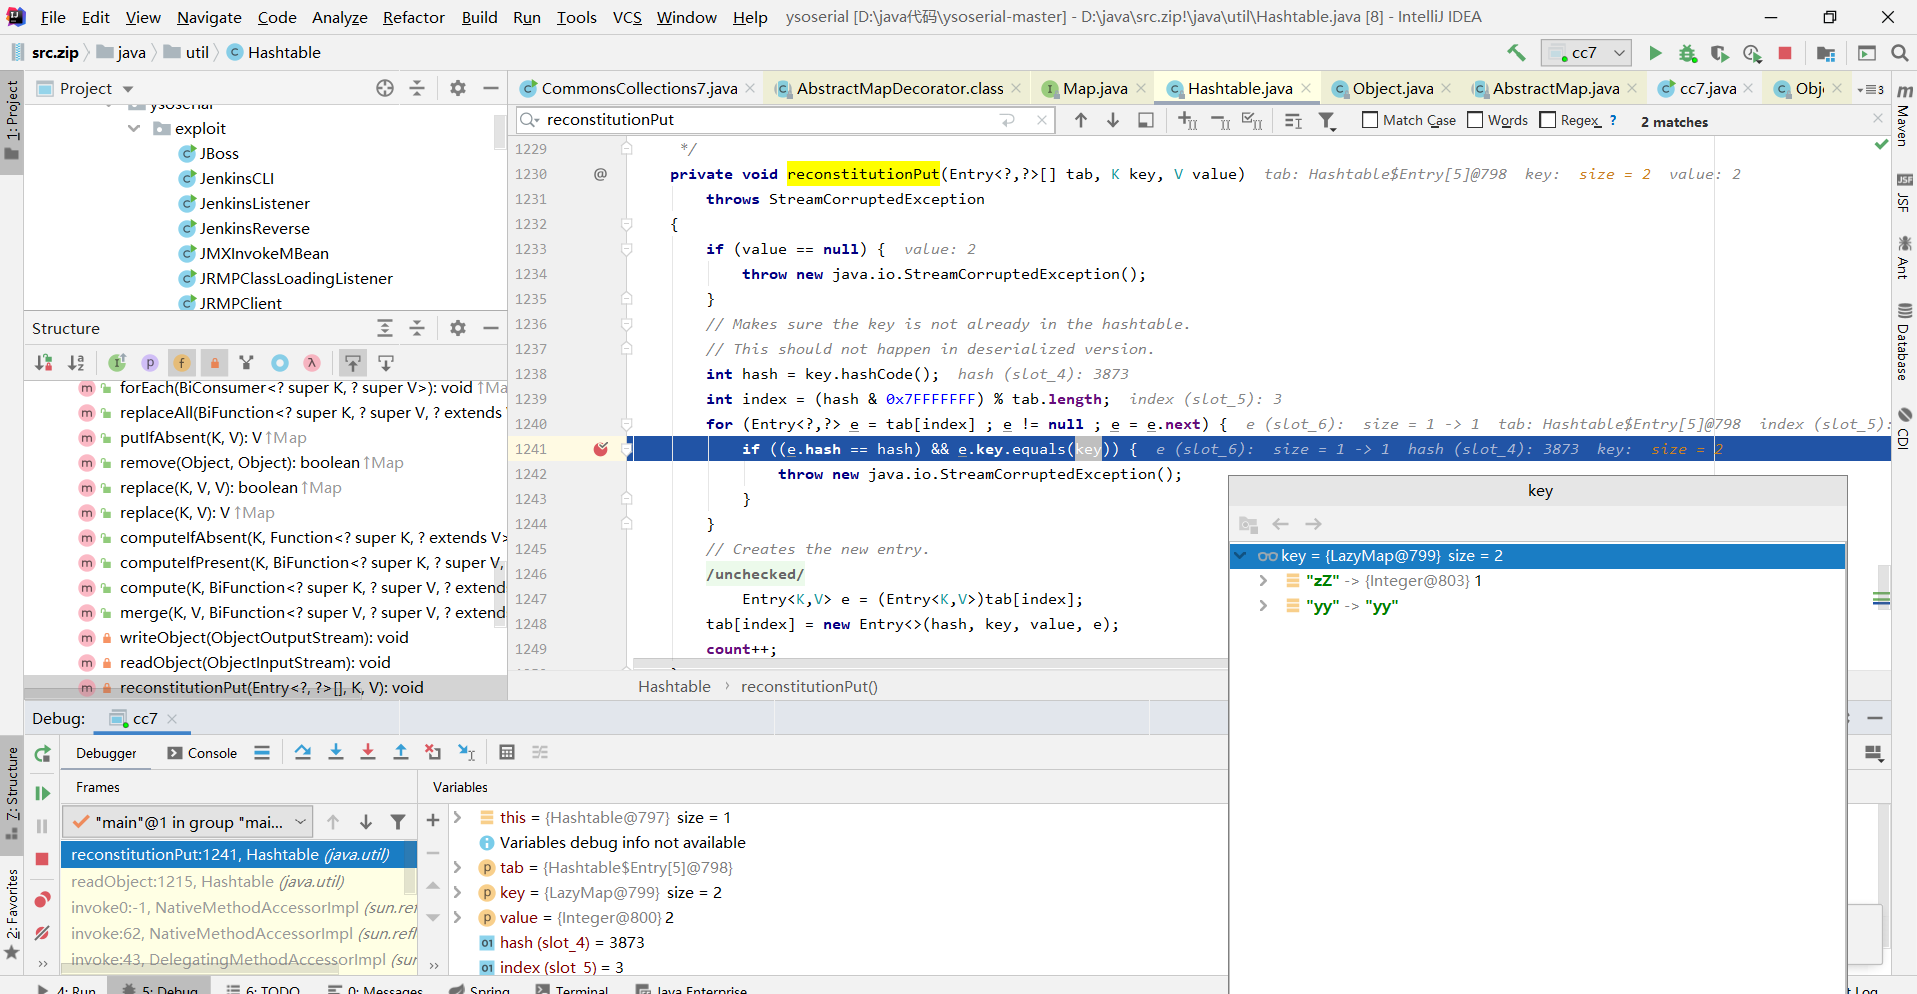 File Edit View Navigate Code Analyze Refactor Build Run Tools VCS Window Help ysoserial [D:\java代码\ysoserial-master] - D:\java\src.zip!\java\util\Hashtable.java [8] - IntelliJ IDEA
src.zip java util Hashtable
cc7
1: Project
Project
CommonsCollections7.java AbstractMapDecorator.class Map.java Hashtable.java Object.java AbstractMap.java cc7.java Obj
3
ysoserial
exploit
JBoss
JenkinsCLI
JenkinsListener
JenkinsReverse
JMXInvokeMBean
JRMPClassLoadingListener
JRMPClient
reconstitutionPut
Match Case Words Regex ? 2 matches
1229 */
1230 @ private void reconstitutionPut(Entry<?,?>[] tab, K key, V value) tab: Hashtable$Entry[5]@798 key: size = 2 value: 2
1231 throws StreamCorruptedException
1232 {
1233 if (value == null) { value: 2
1234 throw new java.io.StreamCorruptedException();
1235 }
1236 // Makes sure the key is not already in the hashtable.
1237 // This should not happen in deserialized version.
1238 int hash = key.hashCode(); hash (slot_4): 3873
1239 int index = (hash & 0x7FFFFFFF) % tab.length; index (slot_5): 3
1240 for (Entry<?,?> e = tab[index] ; e != null ; e = e.next) { e (slot_6): size = 1 -> 1 tab: Hashtable$Entry[5]@798 index (slot_5):
1241 if ((e.hash == hash) && e.key.equals(key)) { e (slot_6): size = 1 -> 1 hash (slot_4): 3873 key: size = 2
1242 throw new java.io.StreamCorruptedException();
1243 }
1244 }
1245 // Creates the new entry.
1246 /unchecked/
1247 Entry<K,V> e = (Entry<K,V>)tab[index];
1248 tab[index] = new Entry<>(hash, key, value, e);
1249 count++;
Hashtable reconstitutionPut()
Structure
forEach(BiConsumer<? super K, ? super V>): void ↑Ma
replaceAll(BiFunction<? super K, ? super V, ? extends
putIfAbsent(K, V): V ↑Map
remove(Object, Object): boolean ↑Map
replace(K, V, V): boolean ↑Map
replace(K, V): V ↑Map
computeIfAbsent(K, Function<? super K, ? extends V>
computeIfPresent(K, BiFunction<? super K, ? super V,
compute(K, BiFunction<? super K, ? super V, ? extend
merge(K, V, BiFunction<? super V, ? super V, ? extend
writeObject(ObjectOutputStream): void
readObject(ObjectInputStream): void
reconstitutionPut(Entry<?, ?>[], K, V): void
key
key = {LazyMap@799} size = 2
"zZ" -> {Integer@803} 1
"yy" -> "yy"
Maven
JSF
Ant
Database
CDI
Debug: cc7
Debugger Console
Frames
Variables
"main"@1 in group "mai...
reconstitutionPut:1241, Hashtable (java.util)
readObject:1215, Hashtable (java.util)
invoke0:-1, NativeMethodAccessorImpl (sun.refl
invoke:62, NativeMethodAccessorImpl (sun.refl
invoke:43, DelegatingMethodAccessorImpl (sun
this = {Hashtable@797} size = 1
Variables debug info not available
tab = {Hashtable$Entry[5]@798}
key = {LazyMap@799} size = 2
value = {Integer@800} 2
hash (slot_4) = 3873
index (slot_5) = 3
Z: Structure
2: Favorites
4: Run 5: Debug 6: TODO 0: Messages Spring Terminal Java Enterprise
t Log